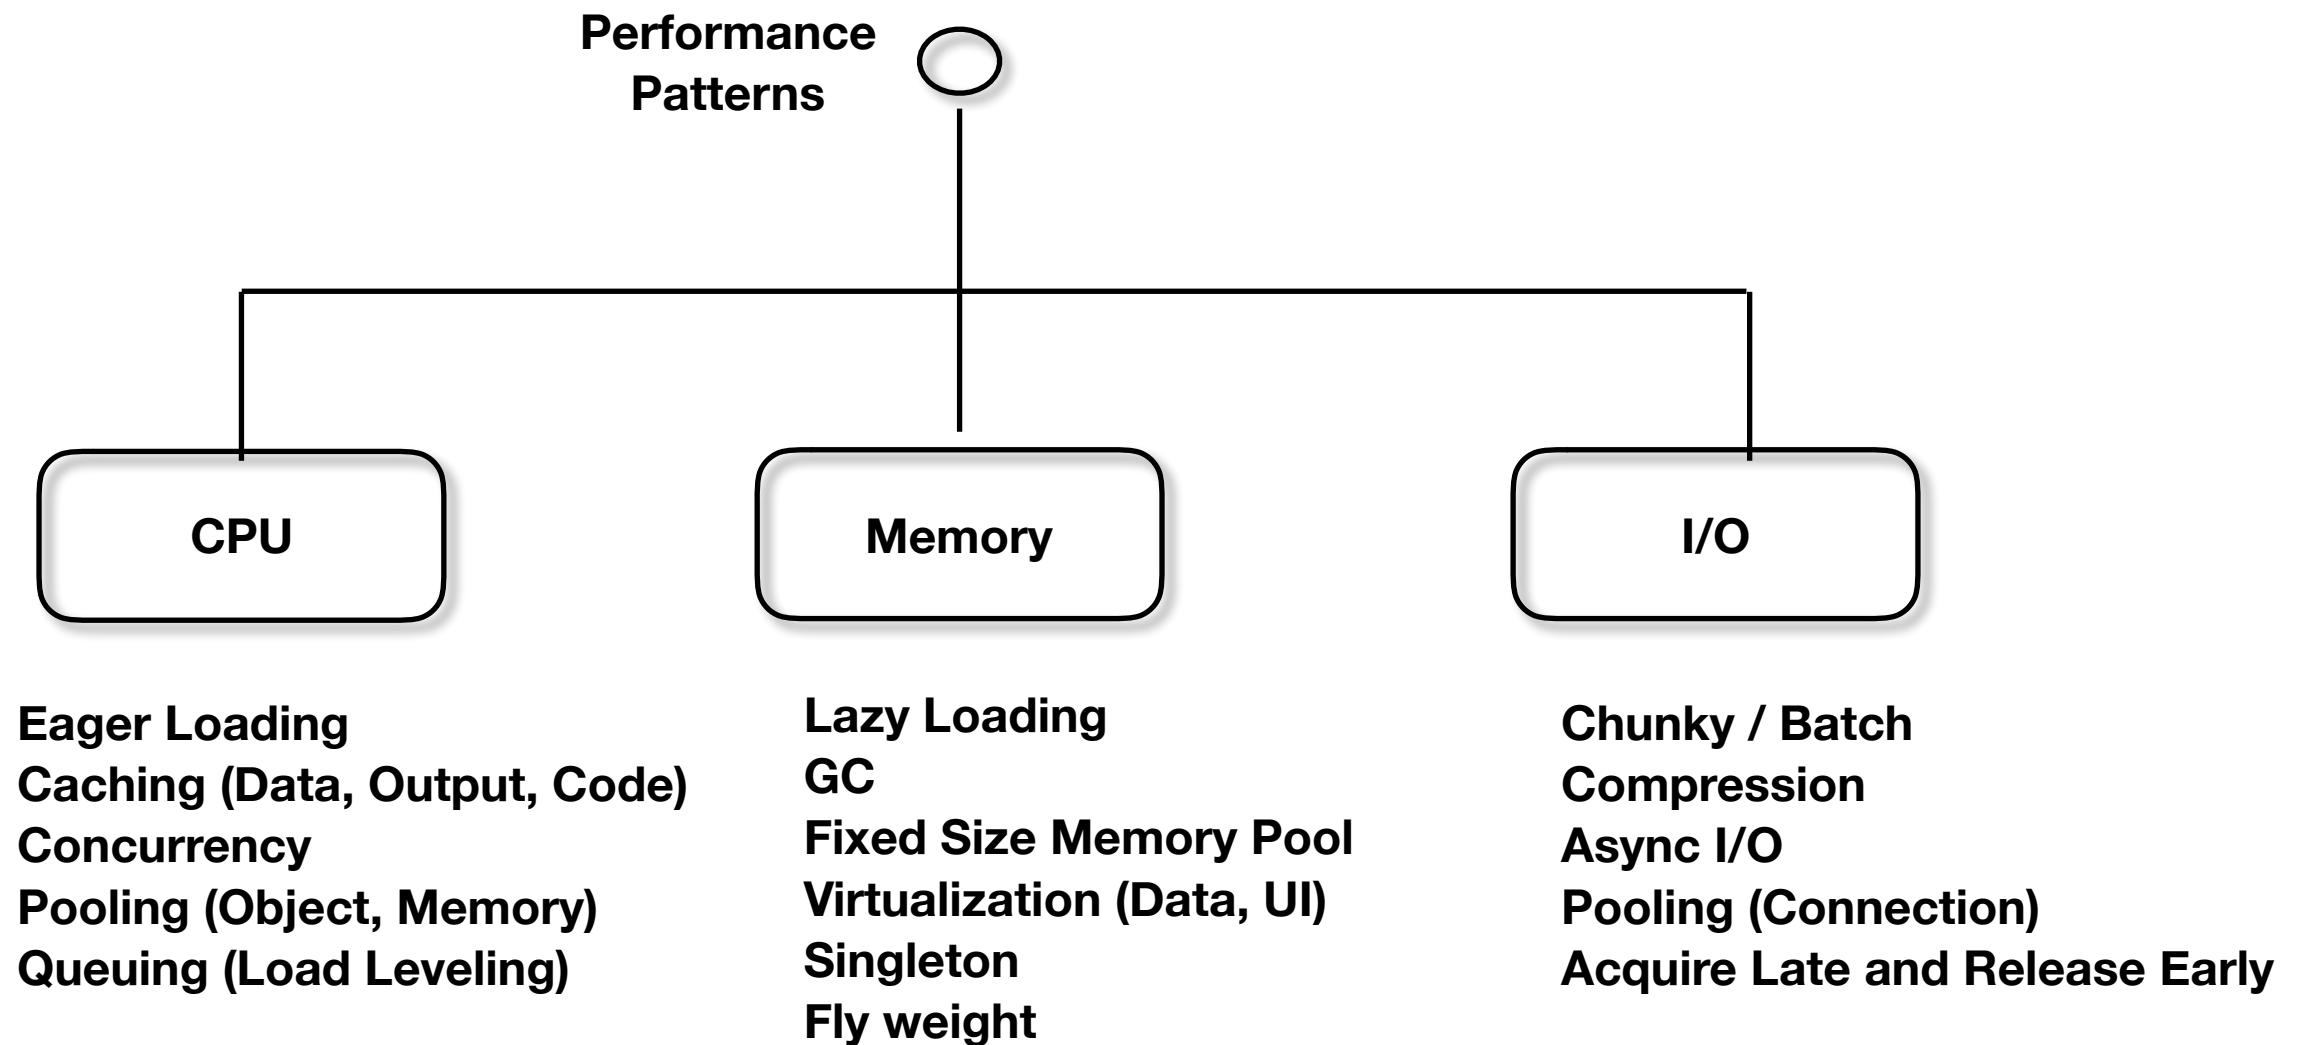 Performance
Patterns
CPU
Memory
I/O
Eager Loading
Caching (Data, Output, Code)
Concurrency
Pooling (Object, Memory)
Queuing (Load Leveling)
Lazy Loading
GC
Fixed Size Memory Pool
Virtualization (Data, UI)
Singleton
Fly weight
Chunky / Batch
Compression
Async I/O
Pooling (Connection)
Acquire Late and Release Early